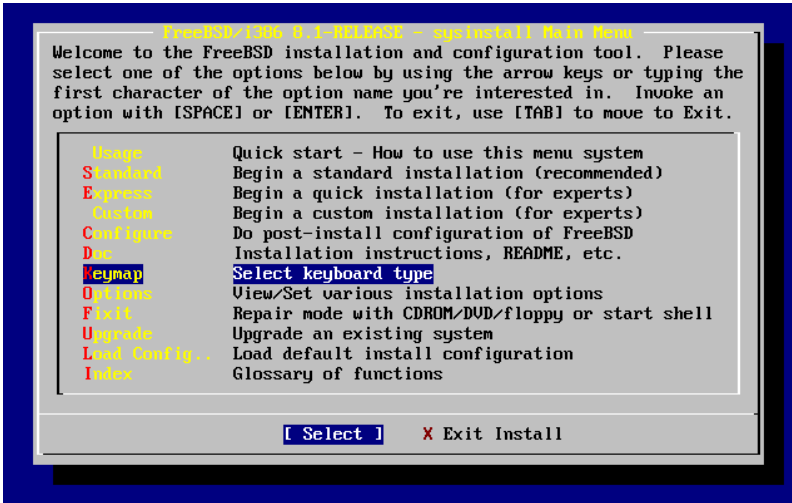 FreeBSD/i386 8.1-RELEASE - sysinstall Main Menu
Welcome to the FreeBSD installation and configuration tool.  Please
select one of the options below by using the arrow keys or typing the
first character of the option name you're interested in.  Invoke an
option with [SPACE] or [ENTER].  To exit, use [TAB] to move to Exit.
Usage Quick start - How to use this menu system
Standard Begin a standard installation (recommended)
Express Begin a quick installation (for experts)
Custom Begin a custom installation (for experts)
Configure Do post-install configuration of FreeBSD
Doc Installation instructions, README, etc.
Keymap Select keyboard type
Options View/Set various installation options
Fixit Repair mode with CDROM/DVD/floppy or start shell
Upgrade Upgrade an existing system
Load Config.. Load default install configuration
Index Glossary of functions
[ Select ] X Exit Install